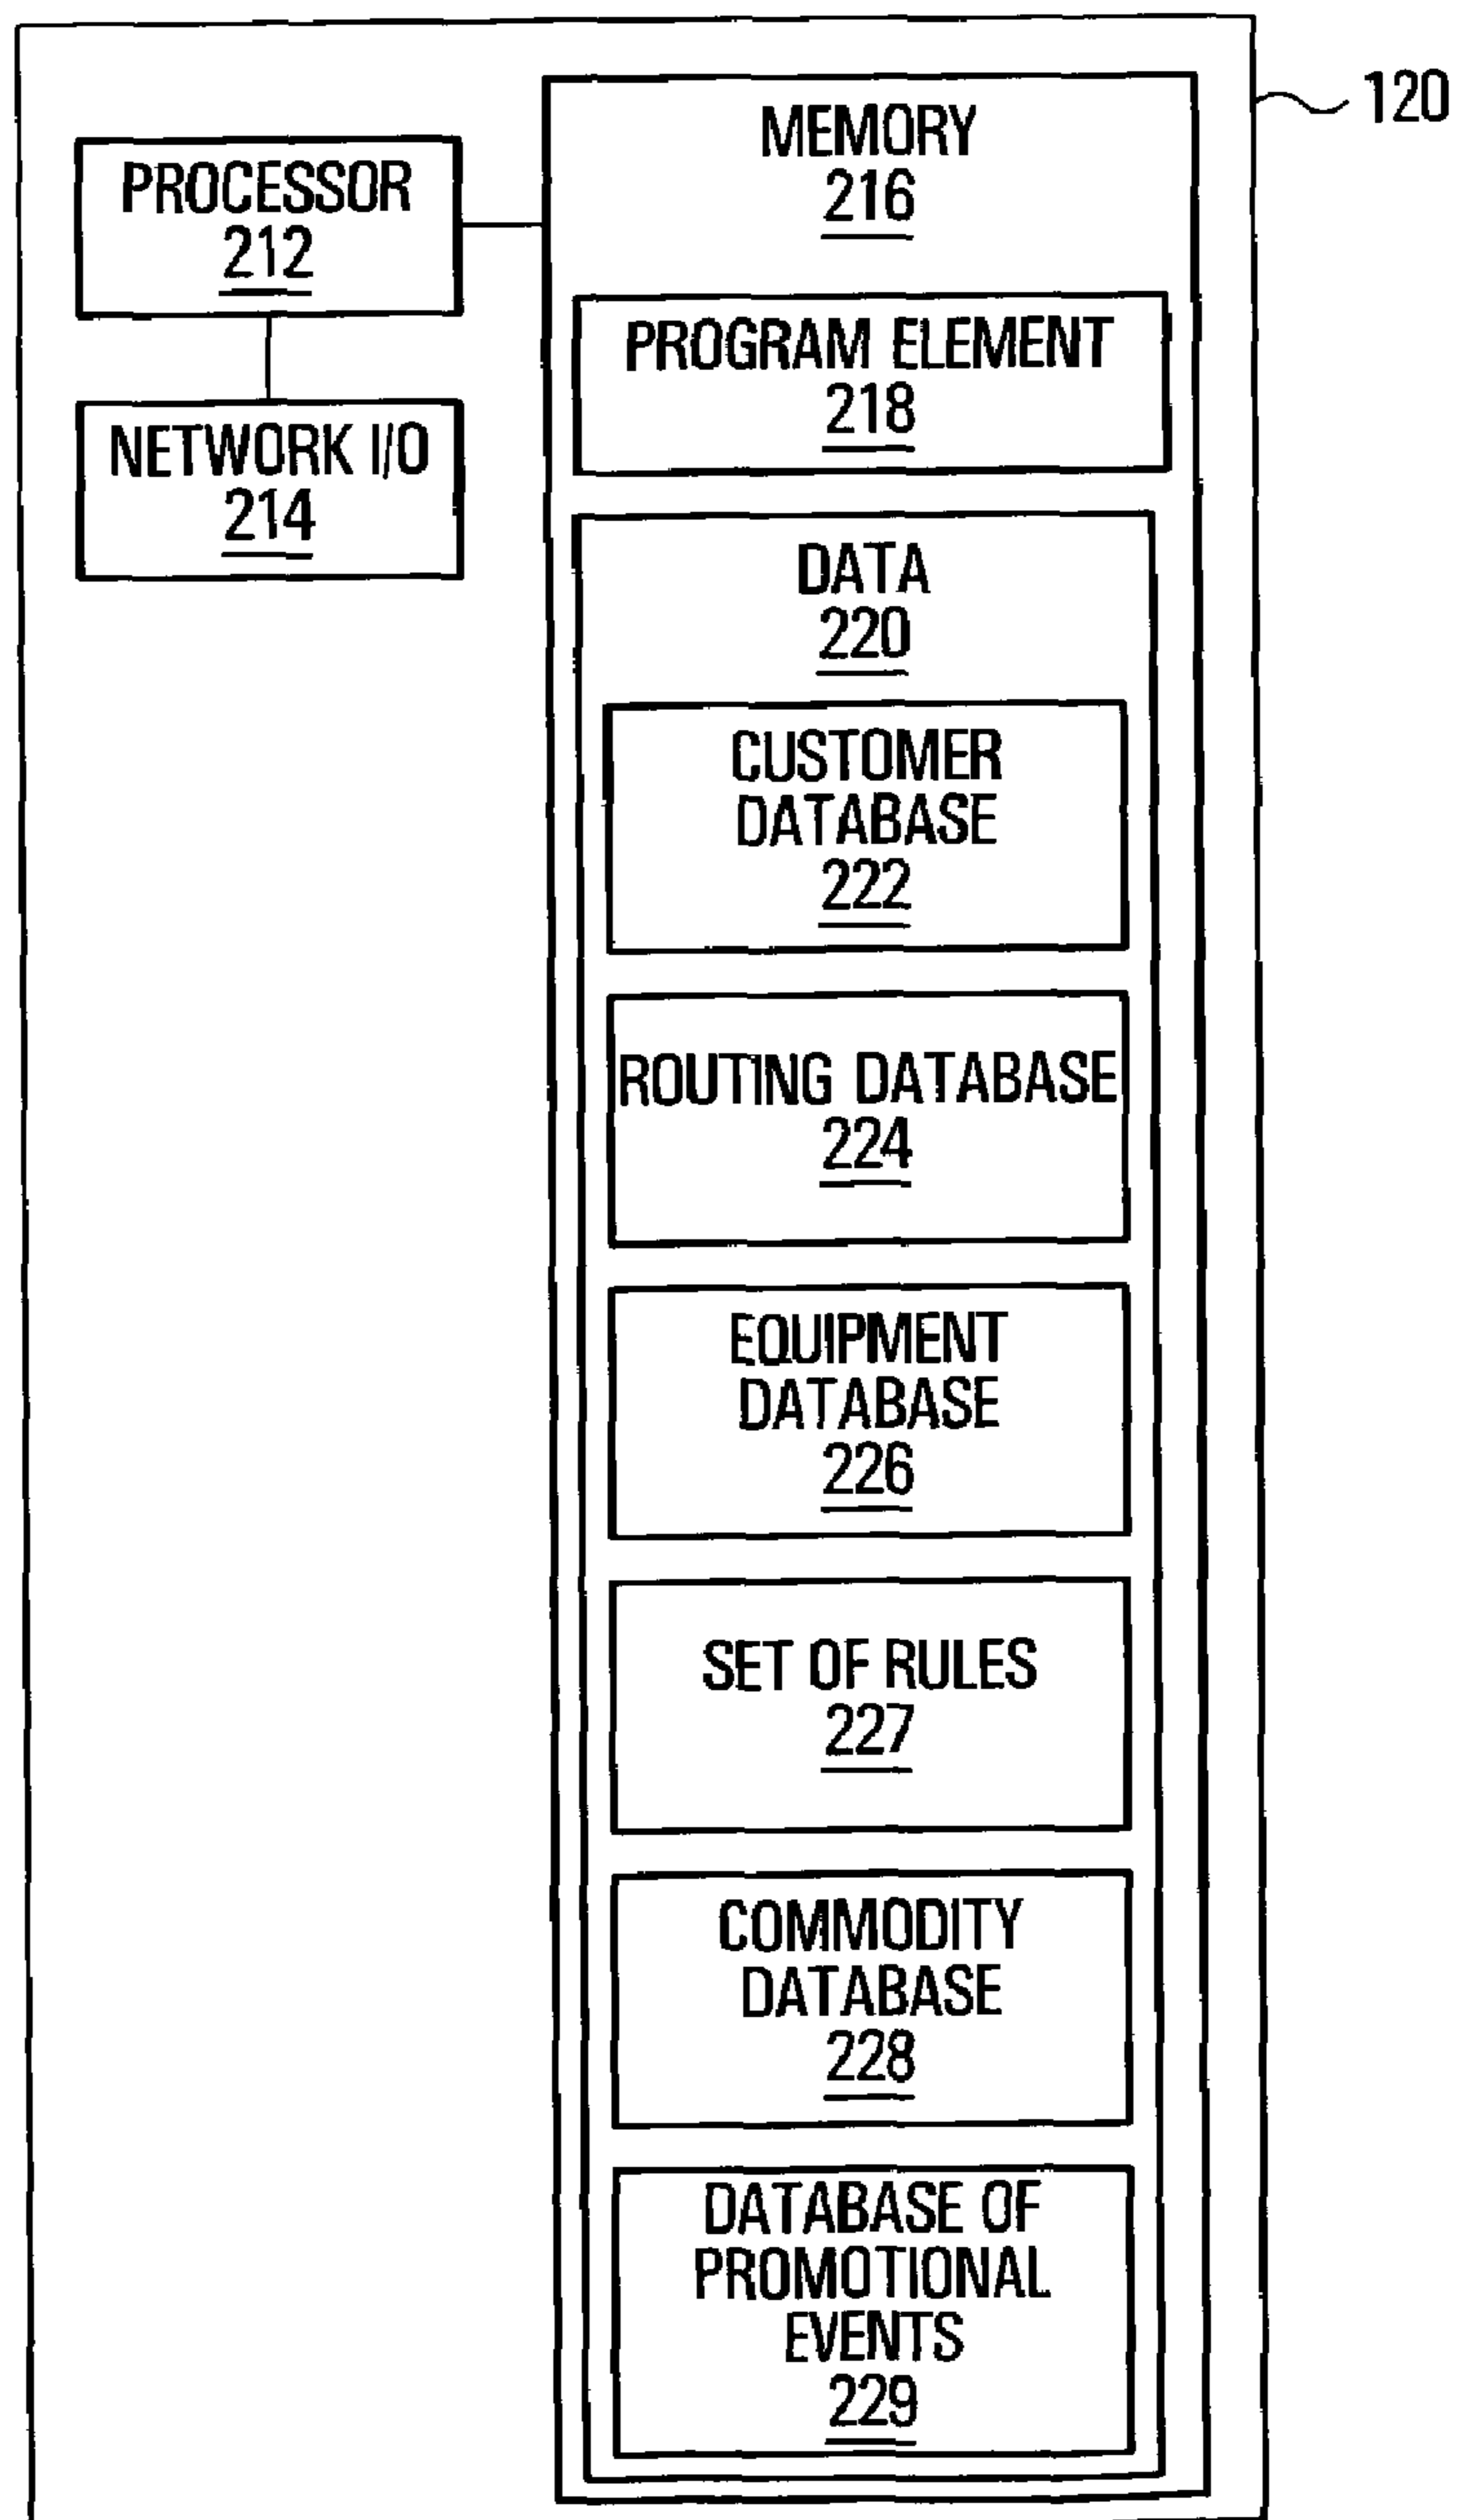 120
PROCESSOR
212
NETWORK I/O
214
MEMORY
216
PROGRAM ELEMENT
218
DATA
220
CUSTOMER
DATABASE
222
ROUTING DATABASE
224
EQUIPMENT
DATABASE
226
SET OF RULES
227
COMMODITY
DATABASE
228
DATABASE OF
PROMOTIONAL
EVENTS
229